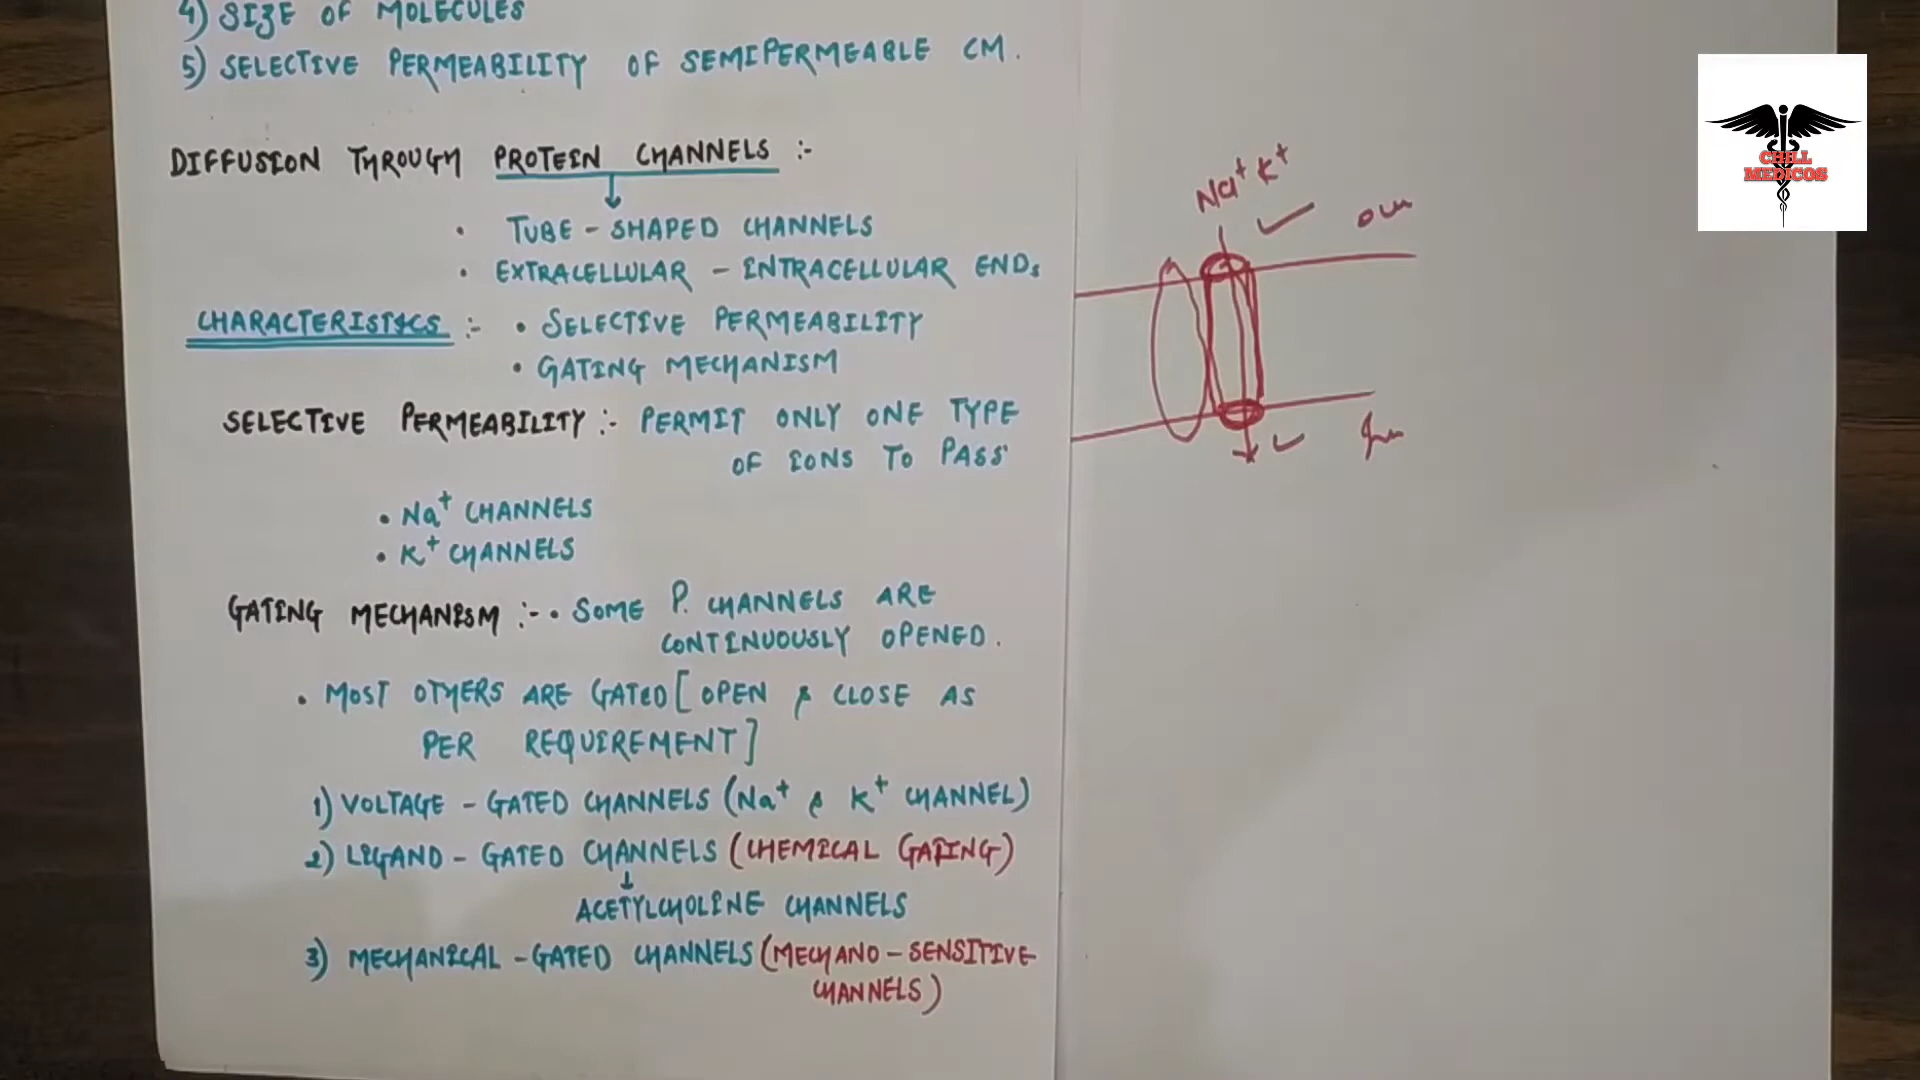 4) SIZE OF MOLECULES
5) SELECTIVE PERMEABILITY OF SEMIPERMEABLE CM.
DIFFUSION THROUGH PROTEIN CHANNELS :-
• TUBE - SHAPED CHANNELS
• EXTRACELLULAR - INTRACELLULAR ENDs
CHARACTERISTICS :- • SELECTIVE PERMEABILITY
• GATING MECHANISM
SELECTIVE PERMEABILITY :- PERMIT ONLY ONE TYPE
OF IONS TO PASS
• Na⁺ CHANNELS
• K⁺ CHANNELS
GATING MECHANISM :- • SOME P. CHANNELS ARE
CONTINUOUSLY OPENED.
• MOST OTHERS ARE GATED [OPEN & CLOSE AS
PER REQUIREMENT]
1) VOLTAGE - GATED CHANNELS (Na⁺ & K⁺ CHANNEL)
2) LIGAND - GATED CHANNELS (CHEMICAL GATING)
ACETYLCHOLINE CHANNELS
3) MECHANICAL - GATED CHANNELS (MECHANO - SENSITIVE
CHANNELS)
Na⁺ K⁺
CHILL
MEDICOS